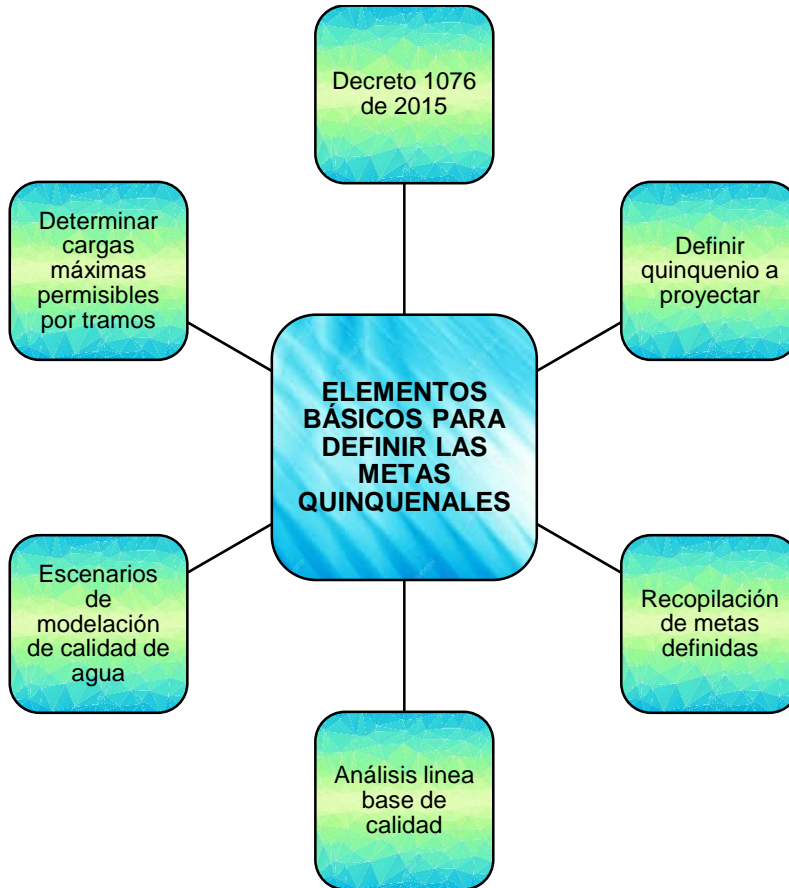 Decreto 1076
de 2015
Determinar
cargas
máximas
permisibles
por tramos
Definir
quinquenio a
proyectar
ELEMENTOS
BÁSICOS PARA
DEFINIR LAS
METAS
QUINQUENALES
Escenarios
de
modelación
de calidad de
agua
Recopilación
de metas
definidas
Análisis linea
base de
calidad